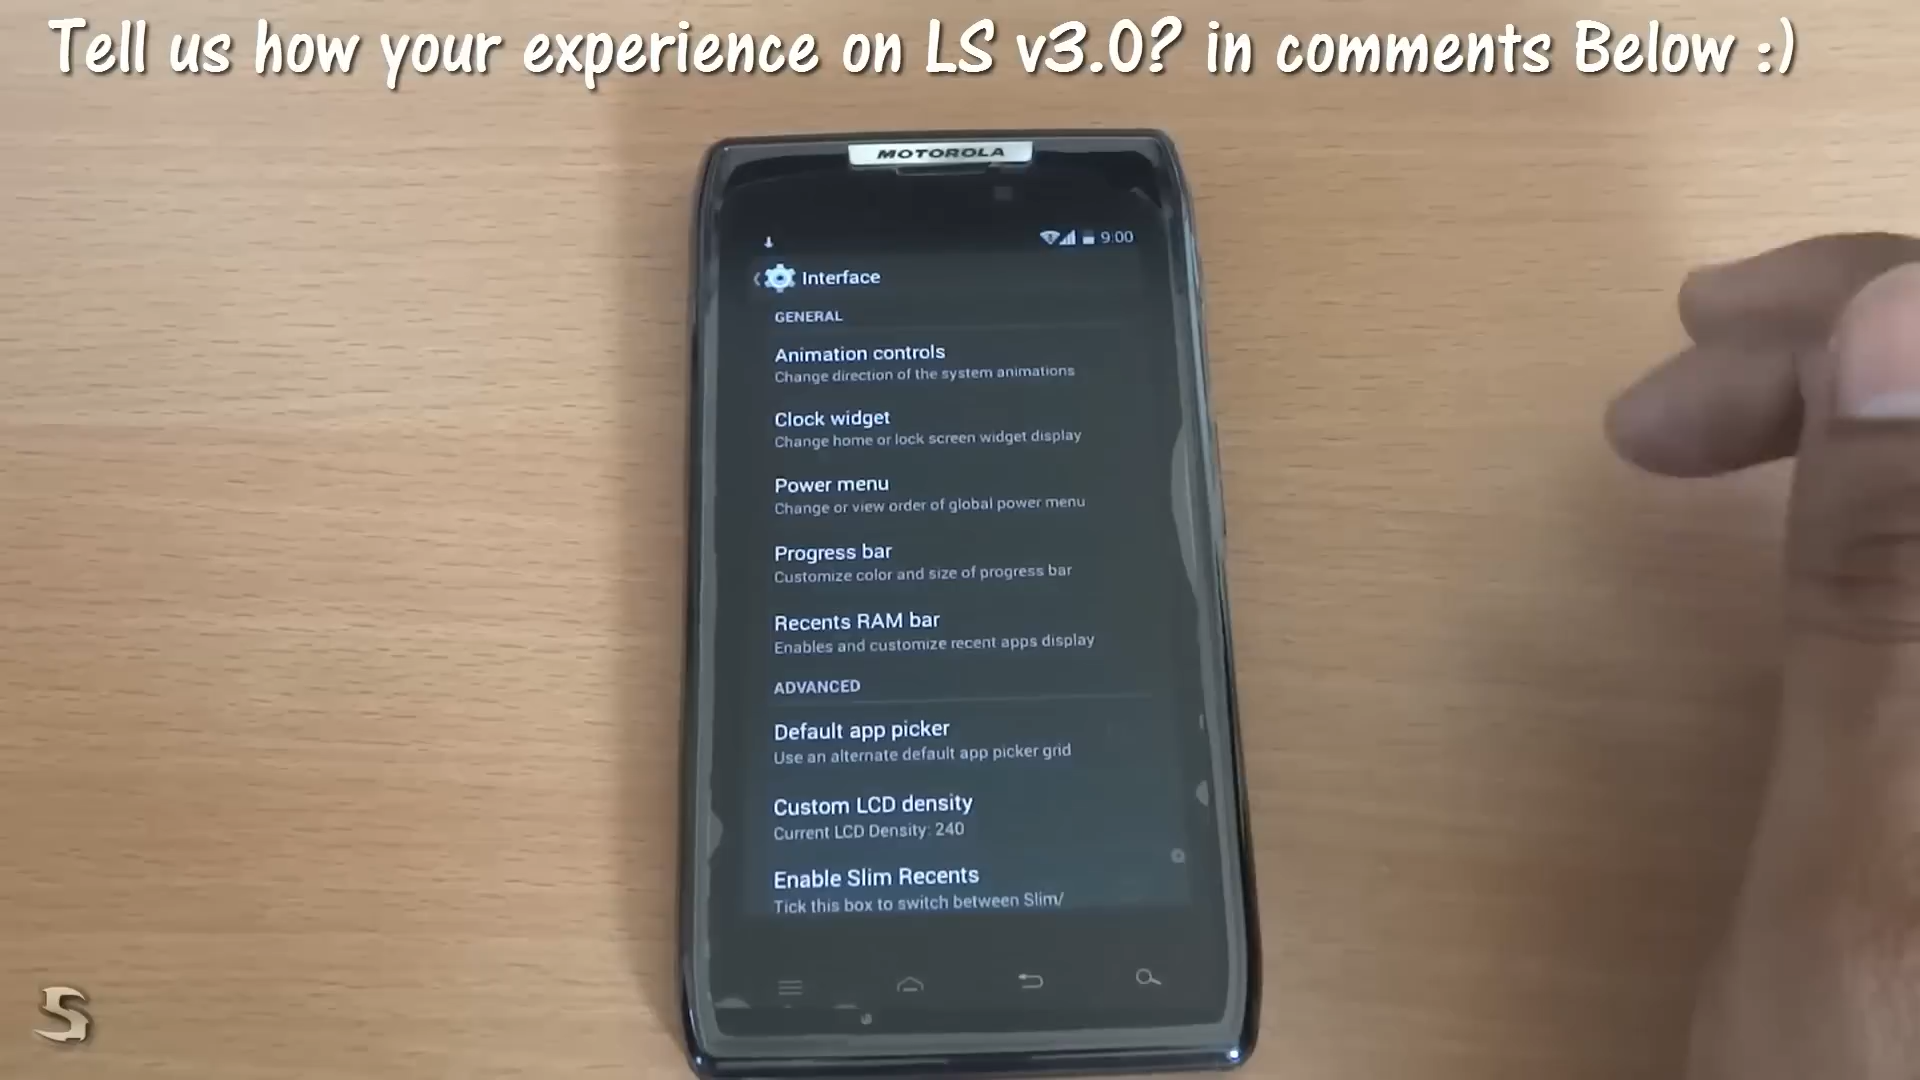 Tell us how your experience on LS v3.0? in comments Below :)
MOTOROLA
9:00
Interface
GENERAL
Animation controls
Change direction of the system animations
Clock widget
Change home or lock screen widget display
Power menu
Change or view order of global power menu
Progress bar
Customize color and size of progress bar
Recents RAM bar
Enables and customize recent apps display
ADVANCED
Default app picker
Use an alternate default app picker grid
Custom LCD density
Current LCD Density: 240
Enable Slim Recents
Tick this box to switch between Slim/
S